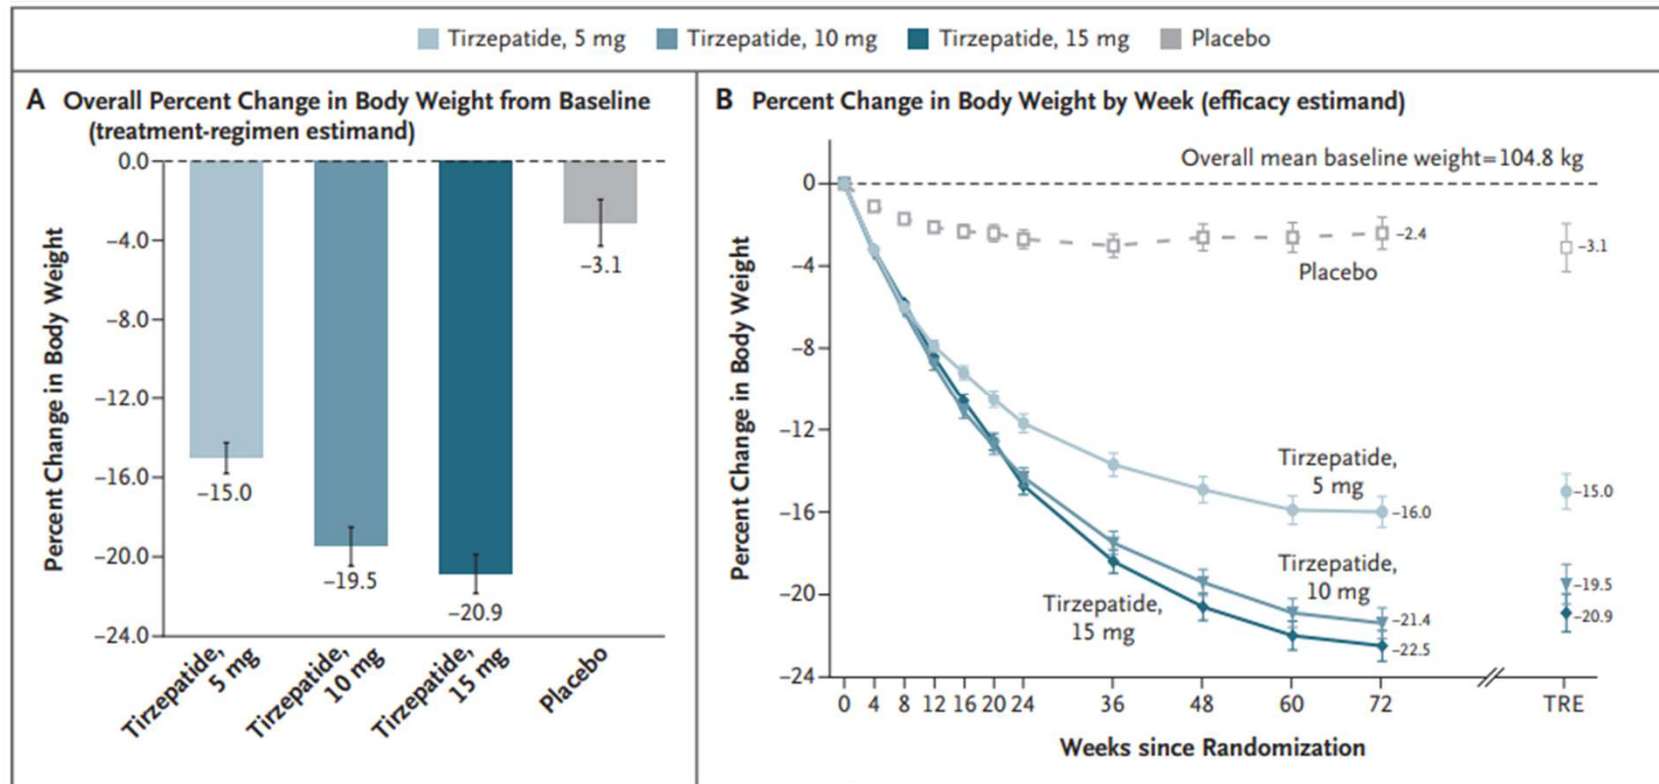 Tirzepatide, 5 mg Tirzepatide, 10 mg Tirzepatide, 15 mg Placebo
A Overall Percent Change in Body Weight from Baseline
(treatment-regimen estimand)
Percent Change in Body Weight
0.0
−4.0
−8.0
−12.0
−16.0
−20.0
−24.0
−15.0
−19.5
−20.9
−3.1
Tirzepatide,
5 mg
Tirzepatide,
10 mg
Tirzepatide,
15 mg
Placebo
B Percent Change in Body Weight by Week (efficacy estimand)
Percent Change in Body Weight
Overall mean baseline weight=104.8 kg
0
−4
−8
−12
−16
−20
−24
−2.4
−3.1
Placebo
Tirzepatide,
5 mg
−16.0
−15.0
Tirzepatide,
10 mg
−21.4
−19.5
Tirzepatide,
15 mg
−22.5
−20.9
0 4 8 12 16 20 24 36 48 60 72 TRE
Weeks since Randomization